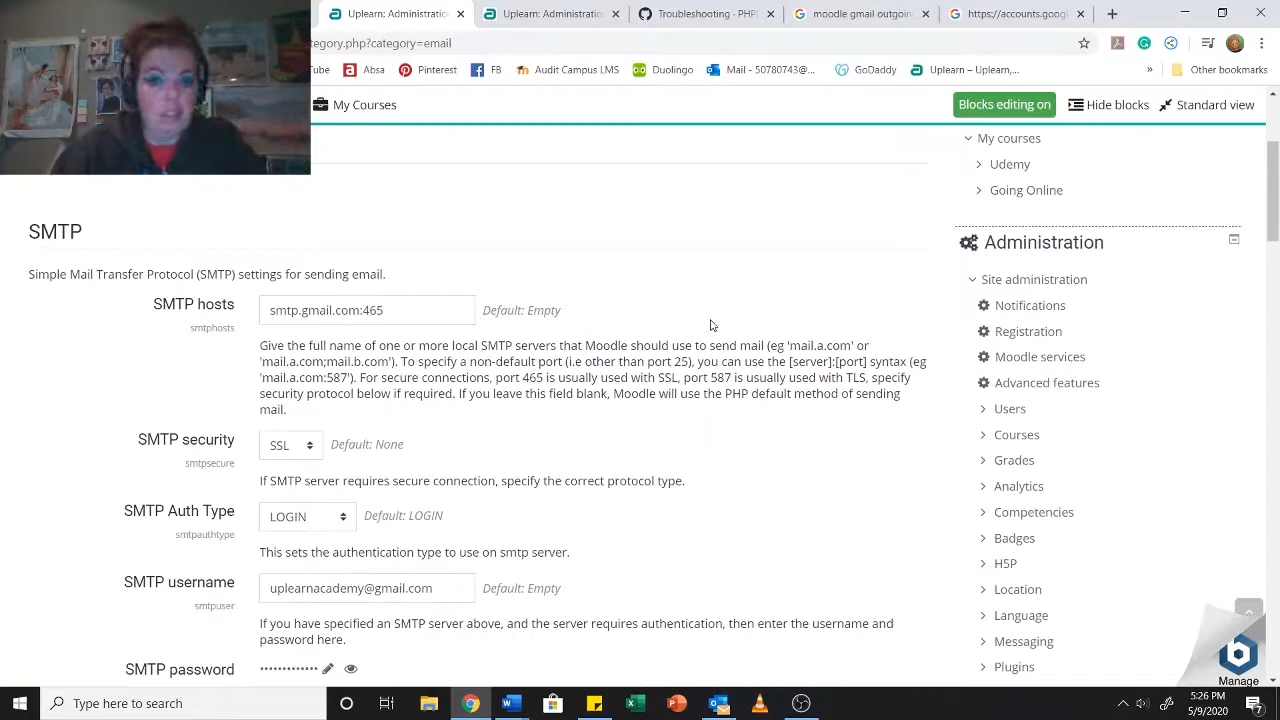 Uplearn: Administra
Troubleshooting · PHP
moodle gmail outgoin
https://accounts.goog
gory.php?category=email
Tube
Absa
Pinterest
FB
Audit Campus LMS
Duolingo
Mail - 50780743@...
GoDaddy
Uplearn – Uplearn,...
»
Other bookmarks
My Courses
Blocks editing on
Hide blocks
Standard view
My courses
Udemy
Going Online
SMTP
Simple Mail Transfer Protocol (SMTP) settings for sending email.
SMTP hosts
smtphosts
smtp.gmail.com:465
Default: Empty
Give the full name of one or more local SMTP servers that Moodle should use to send mail (eg 'mail.a.com' or
'mail.a.com;mail.b.com'). To specify a non-default port (i.e other than port 25), you can use the [server]:[port] syntax (eg
'mail.a.com:587'). For secure connections, port 465 is usually used with SSL, port 587 is usually used with TLS, specify
security protocol below if required. If you leave this field blank, Moodle will use the PHP default method of sending
mail.
SMTP security
smtpsecure
SSL
Default: None
If SMTP server requires secure connection, specify the correct protocol type.
SMTP Auth Type
smtpauthtype
LOGIN
Default: LOGIN
This sets the authentication type to use on smtp server.
SMTP username
smtpuser
uplearnacademy@gmail.com
Default: Empty
If you have specified an SMTP server above, and the server requires authentication, then enter the username and
password here.
SMTP password
•••••••••••••
Administration
Site administration
Notifications
Registration
Moodle services
Advanced features
Users
Courses
Grades
Analytics
Competencies
Badges
H5P
Location
Language
Messaging
Plugins
Manage
Type here to search
5:26 PM
5/9/2020